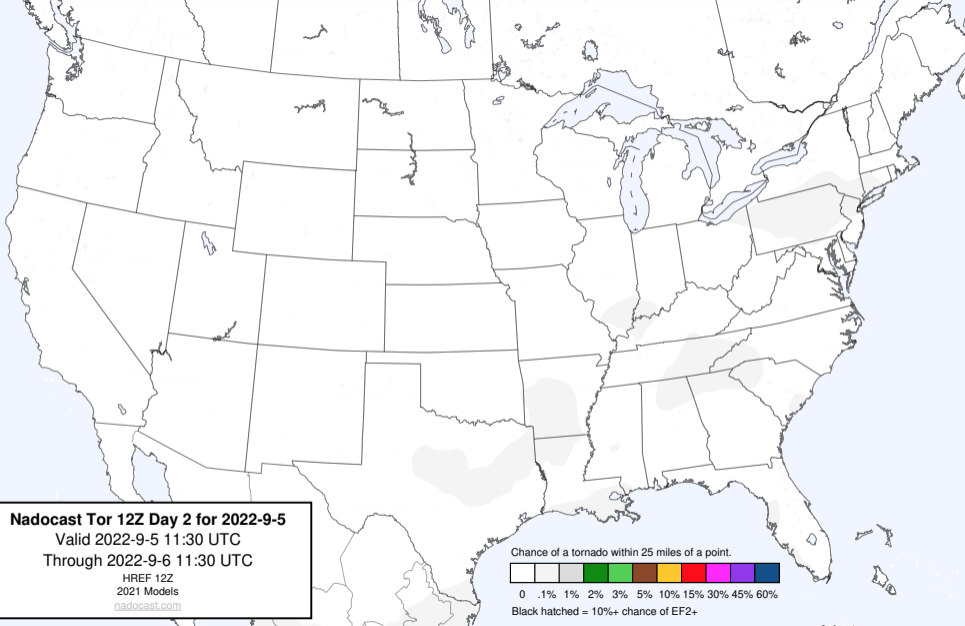 Nadocast Tor 12Z Day 2 for 2022-9-5
Valid 2022-9-5 11:30 UTC
Through 2022-9-6 11:30 UTC
HREF 12Z
2021 Models
nadocast.com
Chance of a tornado within 25 miles of a point.
0 .1% 1% 2% 3% 5% 10% 15% 30% 45% 60%
Black hatched = 10%+ chance of EF2+